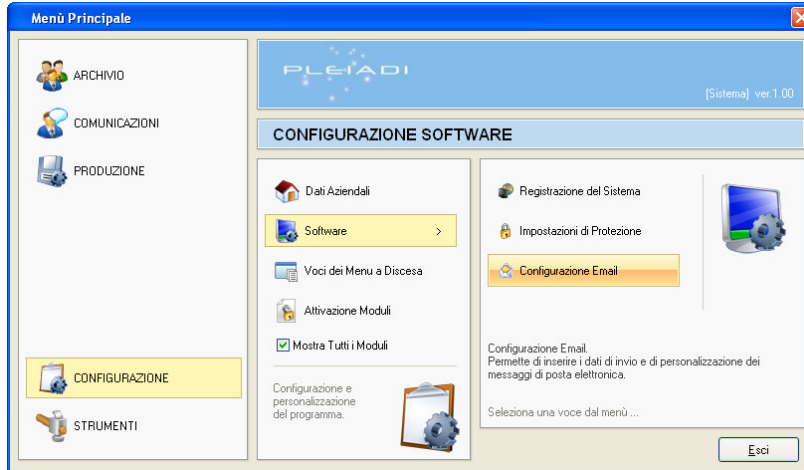 Menù Principale
ARCHIVIO
COMUNICAZIONI
PRODUZIONE
CONFIGURAZIONE
STRUMENTI
PLEIADI
[Sistema] ver.1.00
CONFIGURAZIONE SOFTWARE
Dati Aziendali
Software >
Voci dei Menu a Discesa
Attivazione Moduli
Mostra Tutti i Moduli
Configurazione e
personalizzazione
del programma.
Registrazione del Sistema
Impostazioni di Protezione
Configurazione Email
Configurazione Email.
Permette di inserire i dati di invio e di personalizzazione dei
messaggi di posta elettronica.
Seleziona una voce dal menù ...
Esci